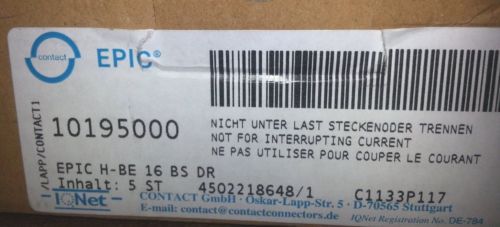 contact
EPIC®
/LAPP/CONTACT1
10195000
NICHT UNTER LAST STECKENODER TRENNEN
NOT FOR INTERRUPTING CURRENT
NE PAS UTILISER POUR COUPER LE COURANT
EPIC H-BE 16 BS DR
Inhalt: 5 ST 4502218648/1 C1133P117
IQNet
CONTACT GmbH · Oskar-Lapp-Str. 5 · D-70565 Stuttgart
E-mail: contact@contactconnectors.de
IQNet Registration No. DE-784